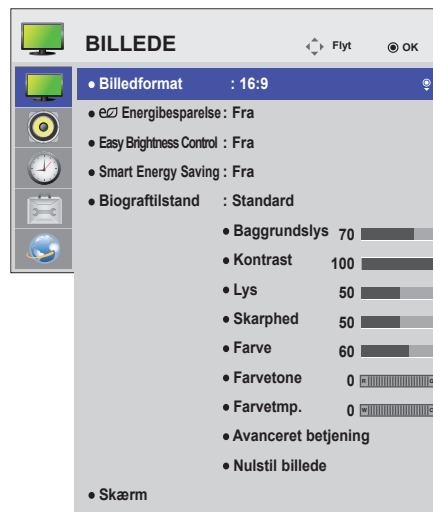 BILLEDE Flyt OK
• Billedformat : 16:9
• Energibesparelse : Fra
• Easy Brightness Control : Fra
• Smart Energy Saving : Fra
• Biograftilstand : Standard
• Baggrundslys 70
• Kontrast 100
• Lys 50
• Skarphed 50
• Farve 60
• Farvetone 0 R G
• Farvetmp. 0 W C
• Avanceret betjening
• Nulstil billede
• Skærm